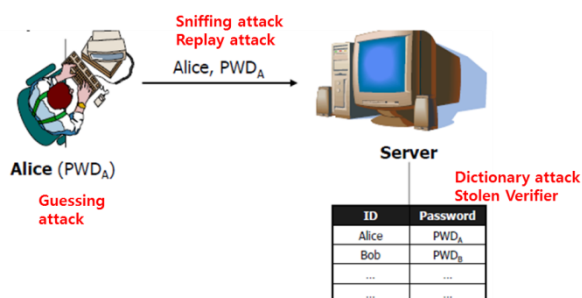 Sniffing attack
Replay attack
Alice, PWDA
Server
Alice (PWDA)
Guessing
attack
Dictionary attack
Stolen Verifier
ID Password
Alice PWDA
Bob PWDB
... ...
... ...